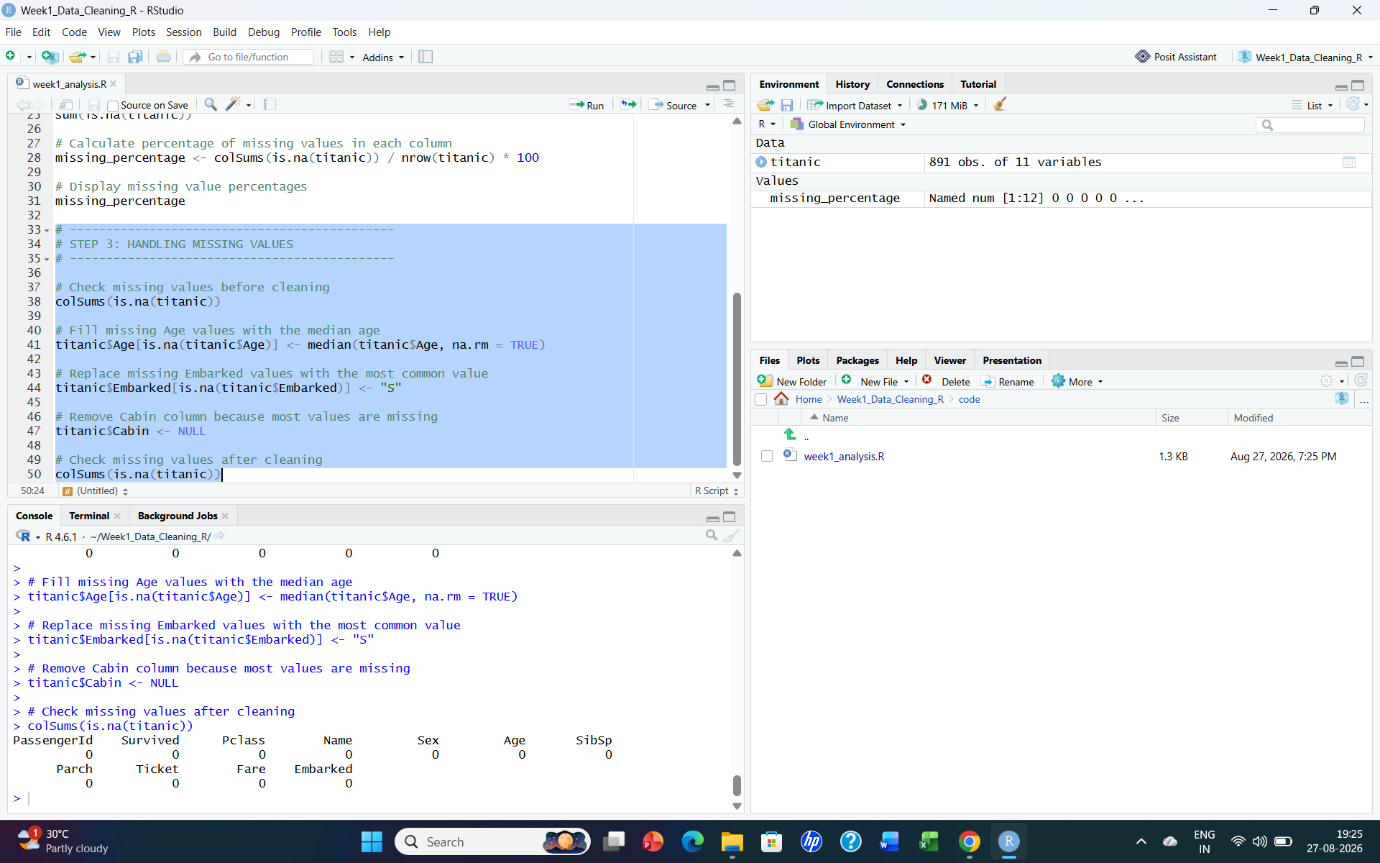 Week1_Data_Cleaning_R - RStudio
File Edit Code View Plots Session Build Debug Profile Tools Help
Go to file/function Addins Posit Assistant Week1_Data_Cleaning_R
week1_analysis.R
Source on Save Run Source
25 sum(is.na(titanic))
26
27 # Calculate percentage of missing values in each column
28 missing_percentage <- colSums(is.na(titanic)) / nrow(titanic) * 100
29
30 # Display missing value percentages
31 missing_percentage
32
33 # ---------------------------------------------
34 # STEP 3: HANDLING MISSING VALUES
35 # ---------------------------------------------
36
37 # Check missing values before cleaning
38 colSums(is.na(titanic))
39
40 # Fill missing Age values with the median age
41 titanic$Age[is.na(titanic$Age)] <- median(titanic$Age, na.rm = TRUE)
42
43 # Replace missing Embarked values with the most common value
44 titanic$Embarked[is.na(titanic$Embarked)] <- "S"
45
46 # Remove Cabin column because most values are missing
47 titanic$Cabin <- NULL
48
49 # Check missing values after cleaning
50 colSums(is.na(titanic))
50:24 # (Untitled) R Script
Console Terminal Background Jobs
R R 4.6.1 · ~/Week1_Data_Cleaning_R/
0 0 0 0 0
>
> # Fill missing Age values with the median age
> titanic$Age[is.na(titanic$Age)] <- median(titanic$Age, na.rm = TRUE)
>
> # Replace missing Embarked values with the most common value
> titanic$Embarked[is.na(titanic$Embarked)] <- "S"
>
> # Remove Cabin column because most values are missing
> titanic$Cabin <- NULL
>
> # Check missing values after cleaning
> colSums(is.na(titanic))
PassengerId Survived Pclass Name Sex Age SibSp
0 0 0 0 0 0 0
Parch Ticket Fare Embarked
0 0 0 0
>
Environment History Connections Tutorial
Import Dataset 171 MiB List
R Global Environment
Data
titanic 891 obs. of 11 variables
Values
missing_percentage Named num [1:12] 0 0 0 0 0 ...
Files Plots Packages Help Viewer Presentation
New Folder New File Delete Rename More
Home Week1_Data_Cleaning_R code ...
Name Size Modified
..
week1_analysis.R 1.3 KB Aug 27, 2026, 7:25 PM
1 30°C
Partly cloudy
Search
ENG
IN
19:25
27-08-2026